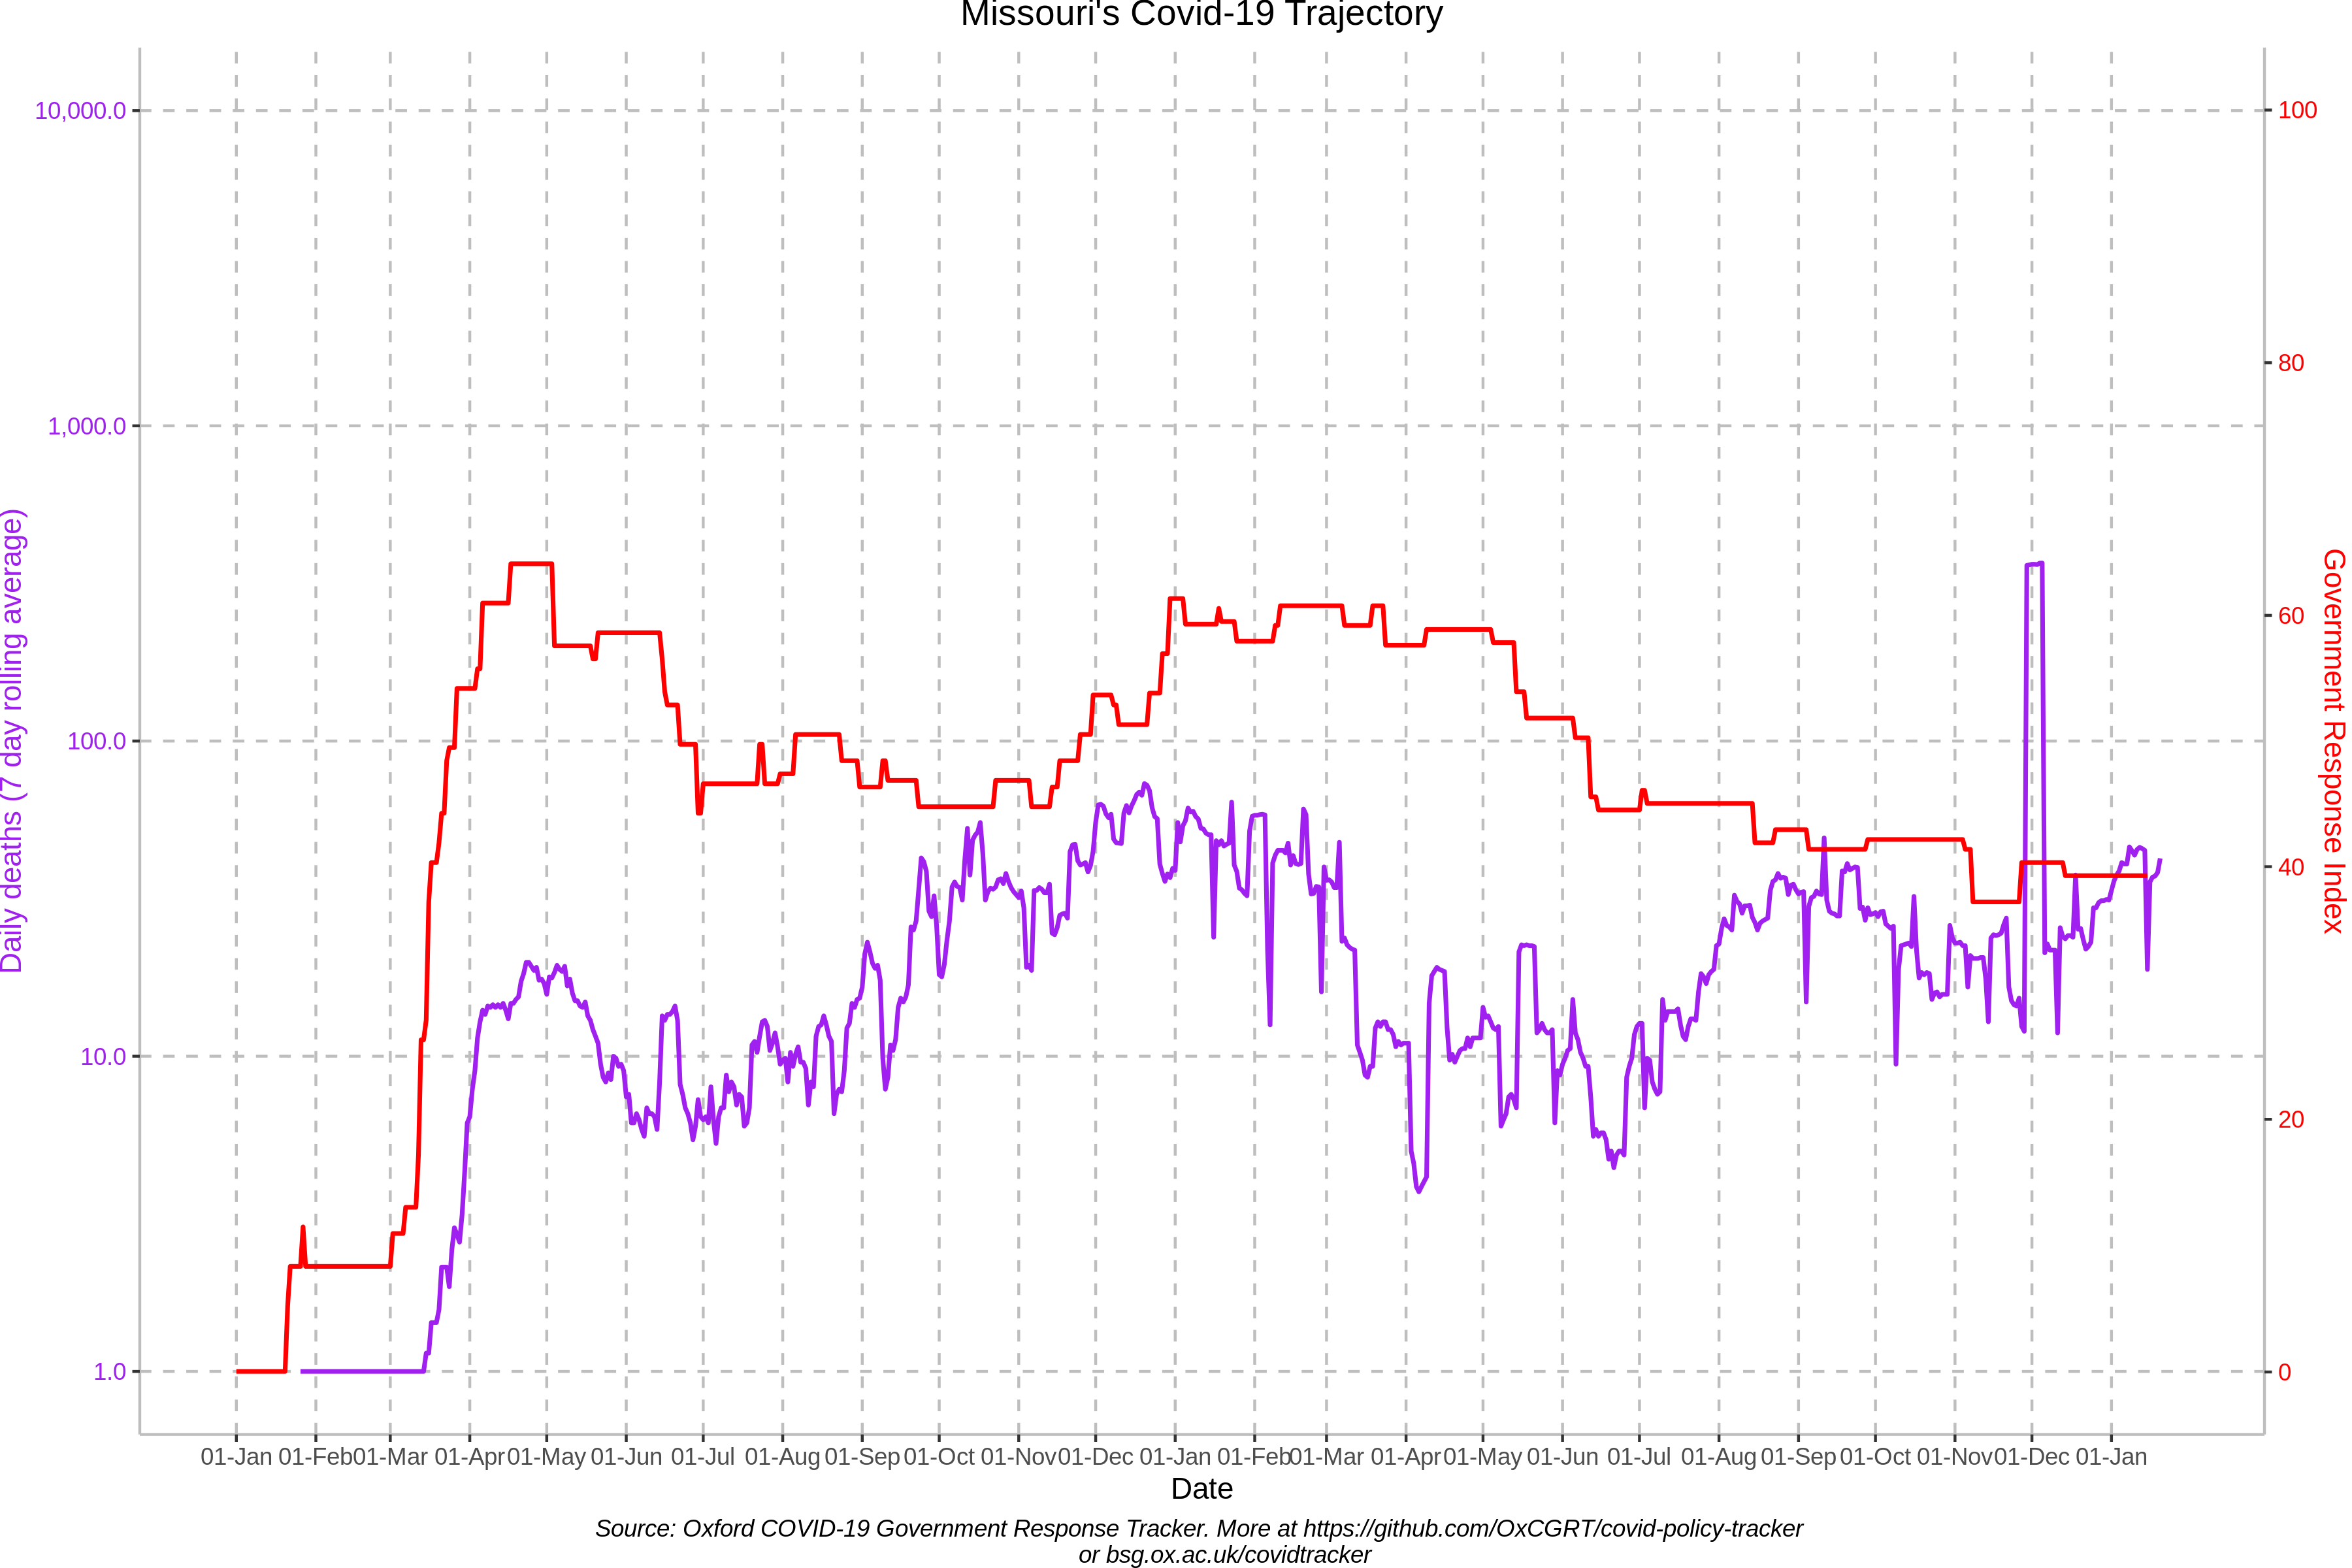 Missouri's Covid-19 Trajectory
10,000.0
1,000.0
100.0
10.0
1.0
Daily deaths (7 day rolling average)
100
80
60
40
20
0
Government Response Index
01-Jan 01-Feb 01-Mar 01-Apr 01-May 01-Jun 01-Jul 01-Aug 01-Sep 01-Oct 01-Nov 01-Dec 01-Jan 01-Feb 01-Mar 01-Apr 01-May 01-Jun 01-Jul 01-Aug 01-Sep 01-Oct 01-Nov 01-Dec 01-Jan
Date
Source: Oxford COVID-19 Government Response Tracker. More at https://github.com/OxCGRT/covid-policy-tracker
or bsg.ox.ac.uk/covidtracker